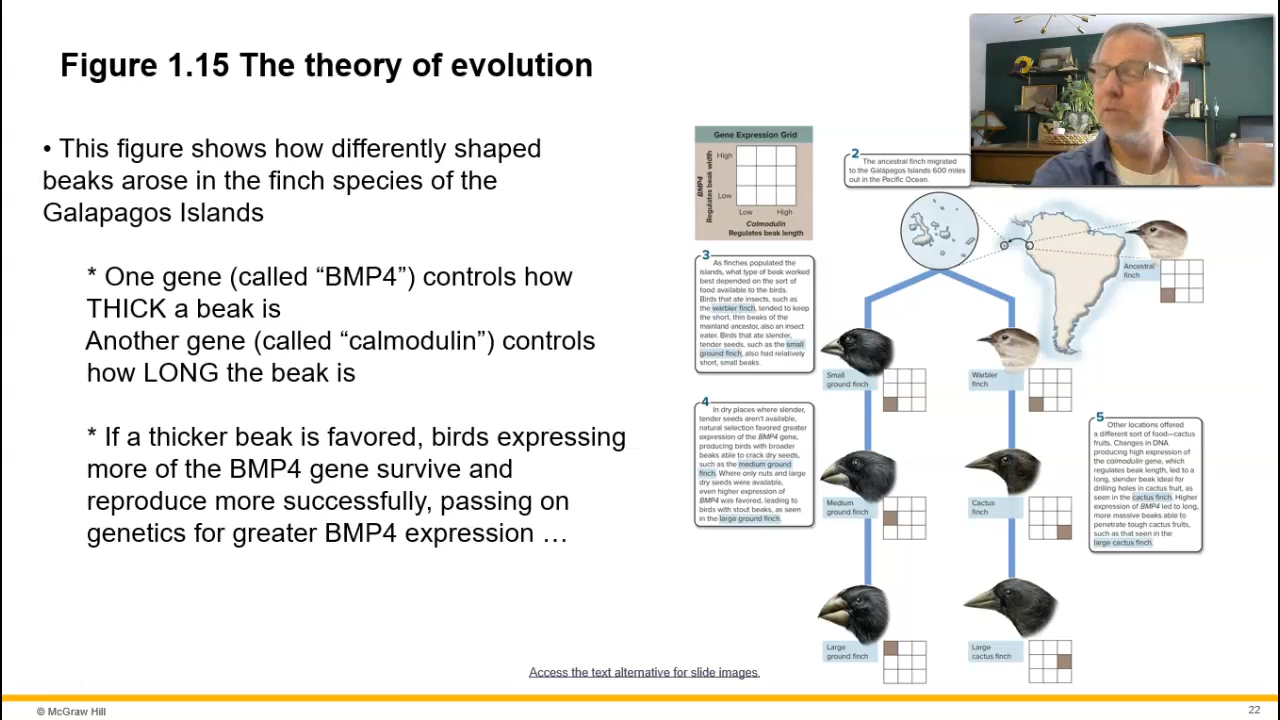 Figure 1.15 The theory of evolution
• This figure shows how differently shaped
beaks arose in the finch species of the
Galapagos Islands
* One gene (called “BMP4”) controls how
THICK a beak is
Another gene (called “calmodulin”) controls
how LONG the beak is
* If a thicker beak is favored, birds expressing
more of the BMP4 gene survive and
reproduce more successfully, passing on
genetics for greater BMP4 expression …
Gene Expression Grid
BMP4
Regulates beak width
High
Low
Low High
Calmodulin
Regulates beak length
2
The ancestral finch migrated
to the Galápagos Islands 600 miles
out in the Pacific Ocean.
Ancestral
finch
3
As finches populated the
islands, what type of beak worked
best depended on the sort of
food available to the birds.
Birds that ate insects, such as
the warbler finch, tended to keep
the short, thin beaks of the
mainland ancestor, also an insect
eater. Birds that ate slender,
tender seeds, such as the small
ground finch, also had relatively
short, small beaks.
Small
ground finch
Warbler
finch
4
In dry places where slender,
tender seeds aren't available,
natural selection favored greater
expression of the BMP4 gene,
producing birds with broader
beaks able to crack dry seeds,
such as the medium ground
finch. Where only nuts and large
dry seeds were available,
even higher expression of
BMP4 was favored, leading to
birds with stout beaks, as seen
in the large ground finch.
Medium
ground finch
Cactus
finch
5
Other locations offered
a different sort of food—cactus
fruits. Changes in DNA
producing high expression of
the calmodulin gene, which
regulates beak length, led to a
long, slender beak ideal for
drilling holes in cactus fruit, as
seen in the cactus finch. Higher
expression of BMP4 led to long,
more massive beaks able to
penetrate tough cactus fruits,
such as that seen in the
large cactus finch.
Large
ground finch
Large
cactus finch
Access the text alternative for slide images.
© McGraw Hill
22